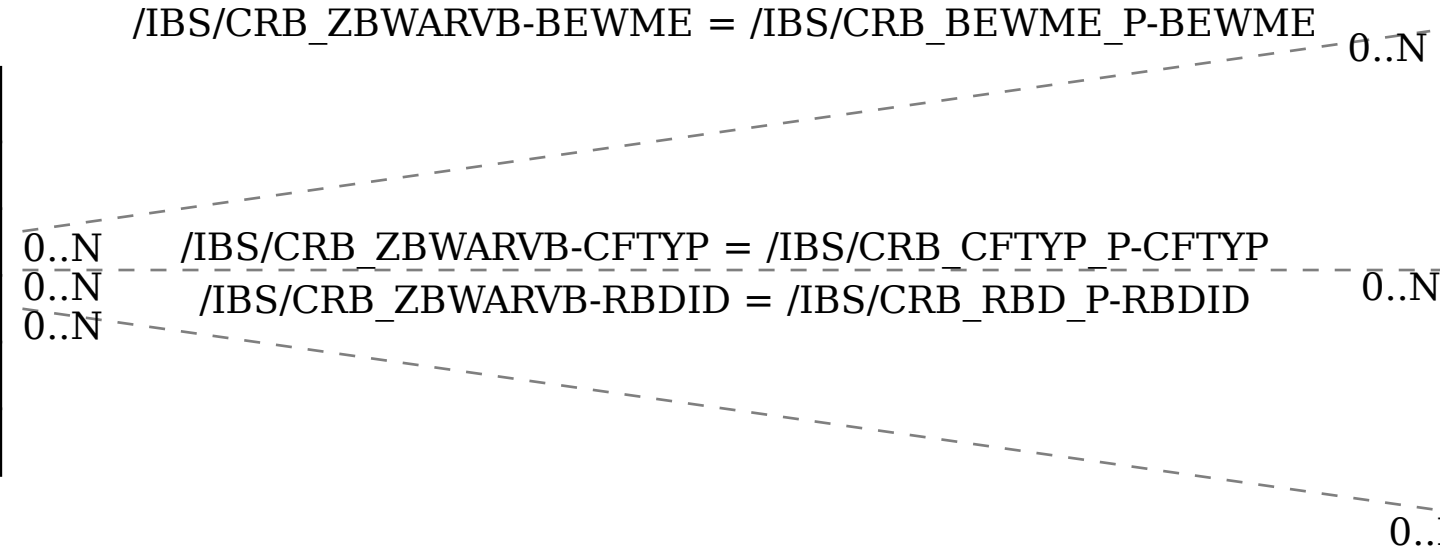 /IBS/CRB_ZBWARVB-BEWME = /IBS/CRB_BEWME_P-BEWME
0..N
0..N
/IBS/CRB_ZBWARVB-CFTYP = /IBS/CRB_CFTYP_P-CFTYP
0..N
0..N
/IBS/CRB_ZBWARVB-RBDID = /IBS/CRB_RBD_P-RBDID
0..N
0..